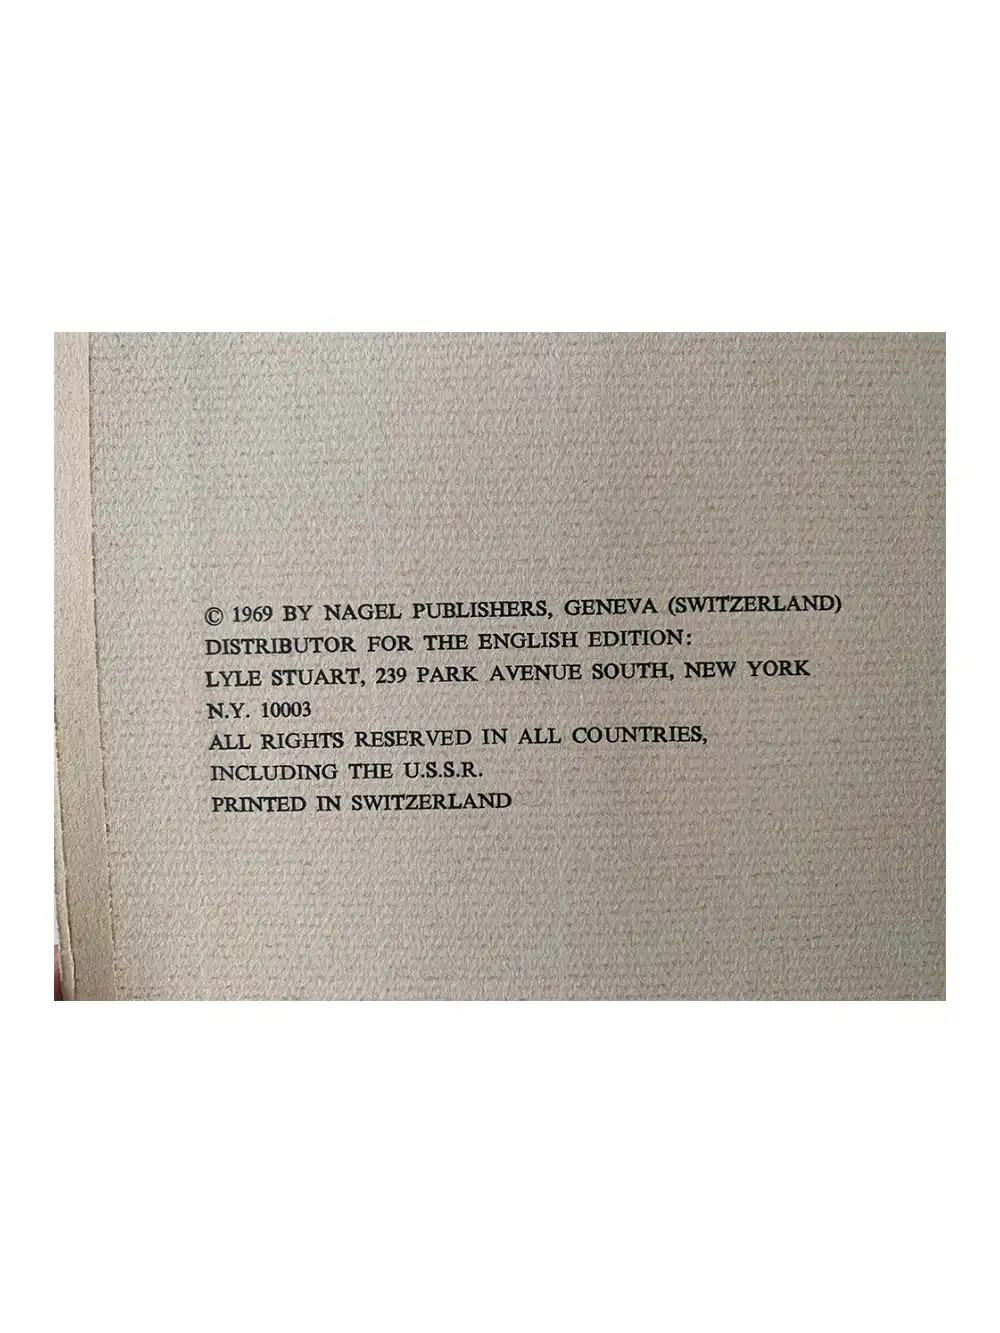 © 1969 BY NAGEL PUBLISHERS, GENEVA (SWITZERLAND)
DISTRIBUTOR FOR THE ENGLISH EDITION:
LYLE STUART, 239 PARK AVENUE SOUTH, NEW YORK
N.Y. 10003
ALL RIGHTS RESERVED IN ALL COUNTRIES,
INCLUDING THE U.S.S.R.
PRINTED IN SWITZERLAND